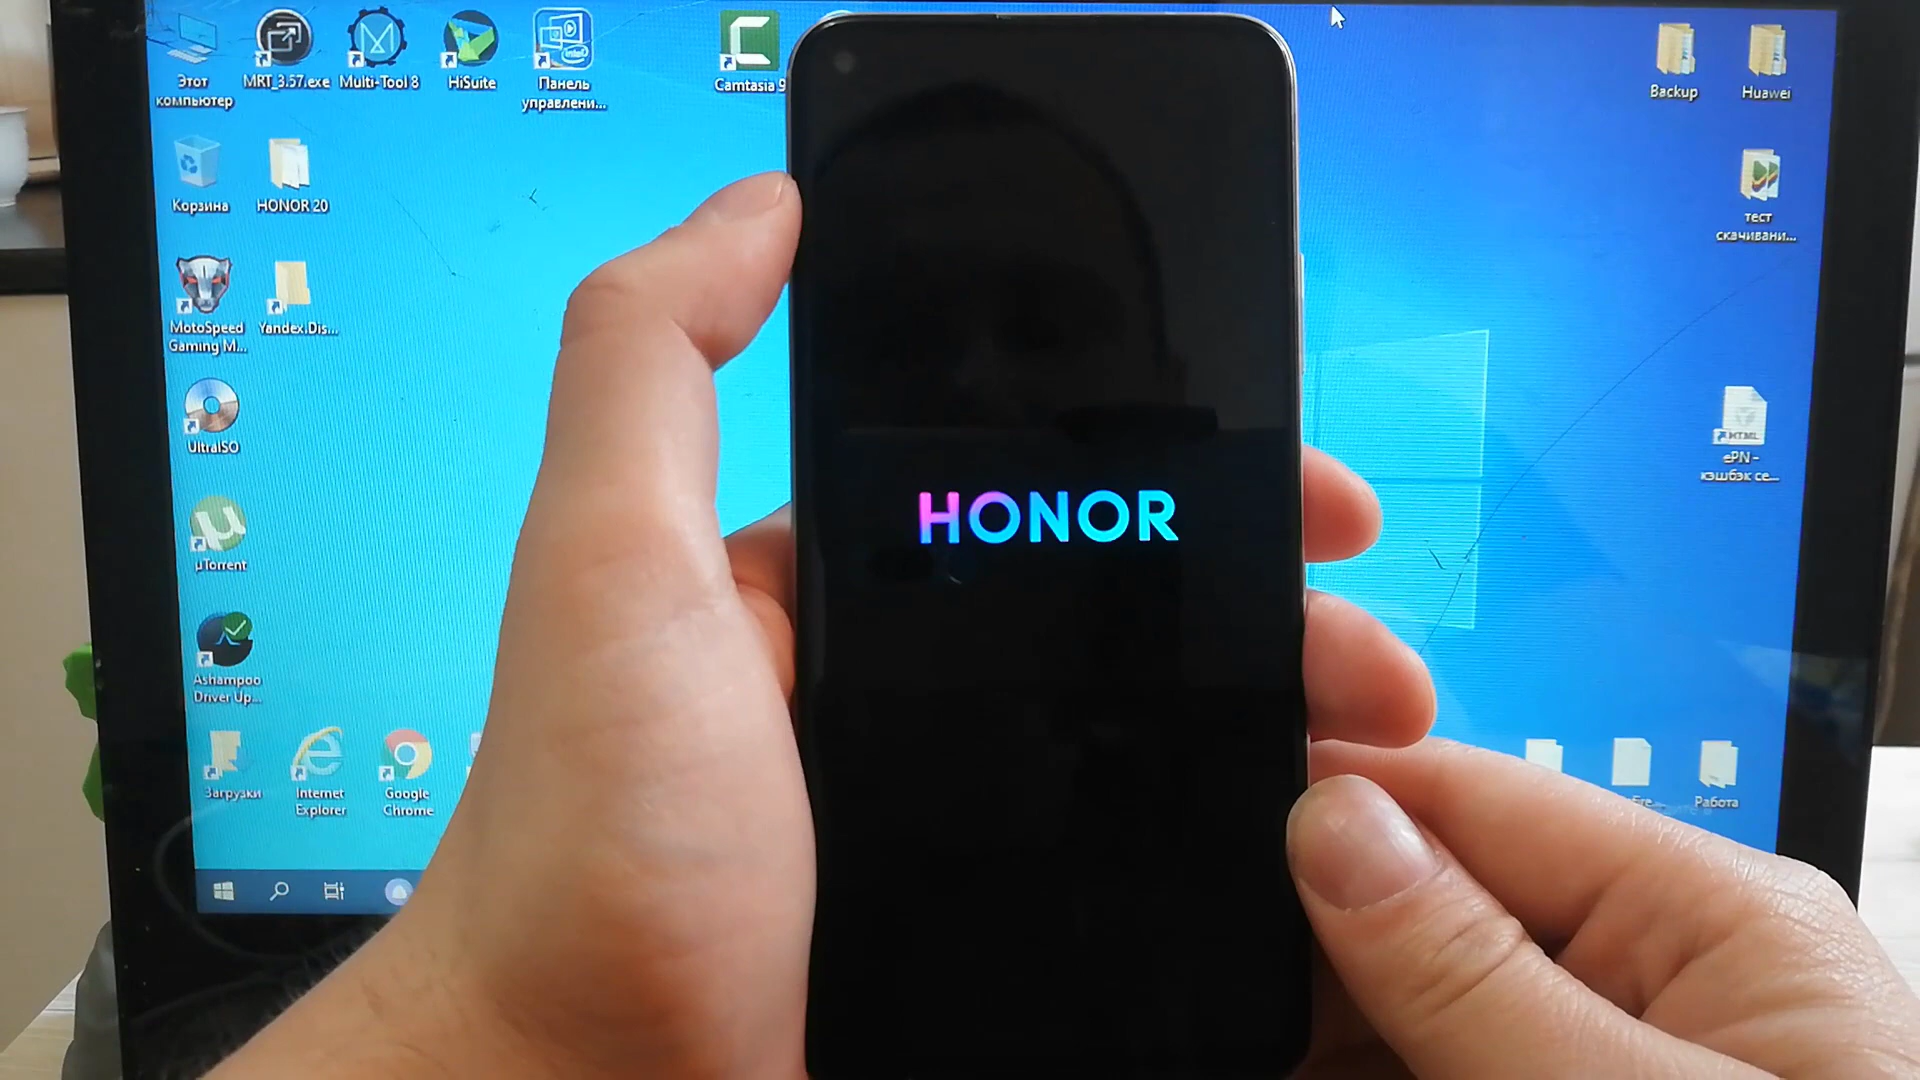 Этот
компьютер
MRT_3.57.exe
Multi-Tool 8
HiSuite
Панель
управлени...
intel
Camtasia 9
Backup
Huawei
Корзина
HONOR 20
тест
скачивани...
MotoSpeed
Gaming M...
Yandex.Dis...
UltraISO
HTML
ePN -
кэшбэк се...
HONOR
µTorrent
Ashampoo
Driver Up...
Загрузки
Internet
Explorer
Google
Chrome
Работа